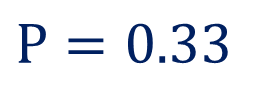 P = 0.33